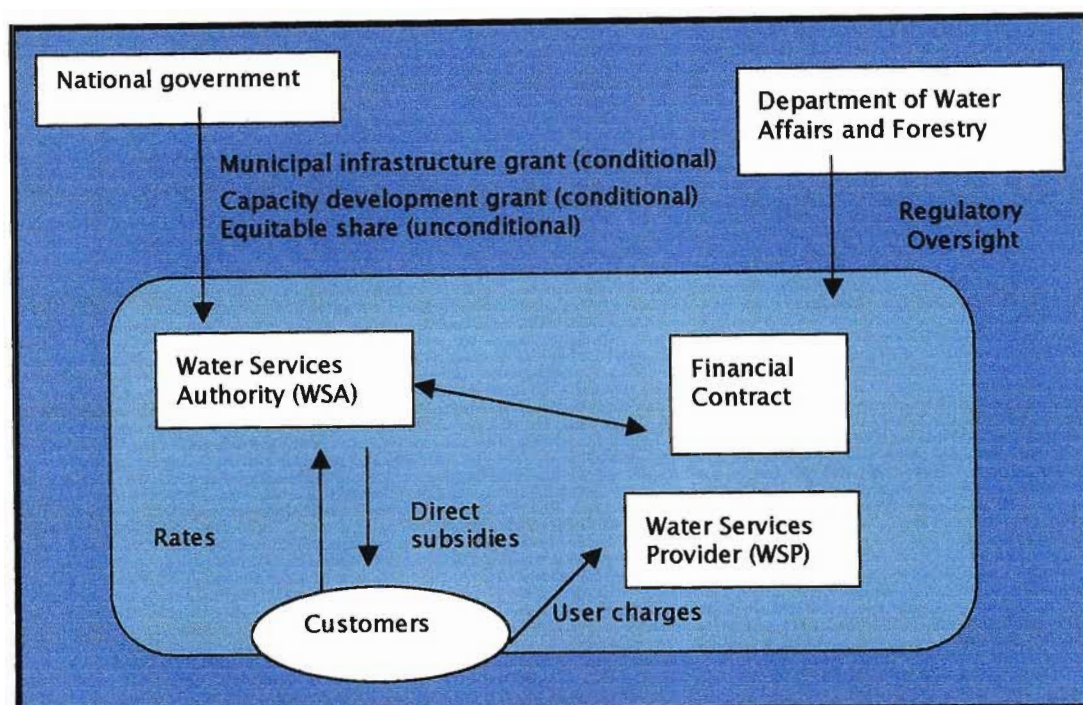 National government
Department of Water
Affairs and Forestry
Municipal infrastructure grant (conditional)
Capacity development grant (conditional)
Equitable share (unconditional)
Regulatory
Oversight
Water Services
Authority (WSA)
Financial
Contract
Rates
Direct
subsidies
Water Services
Provider (WSP)
User charges
Customers